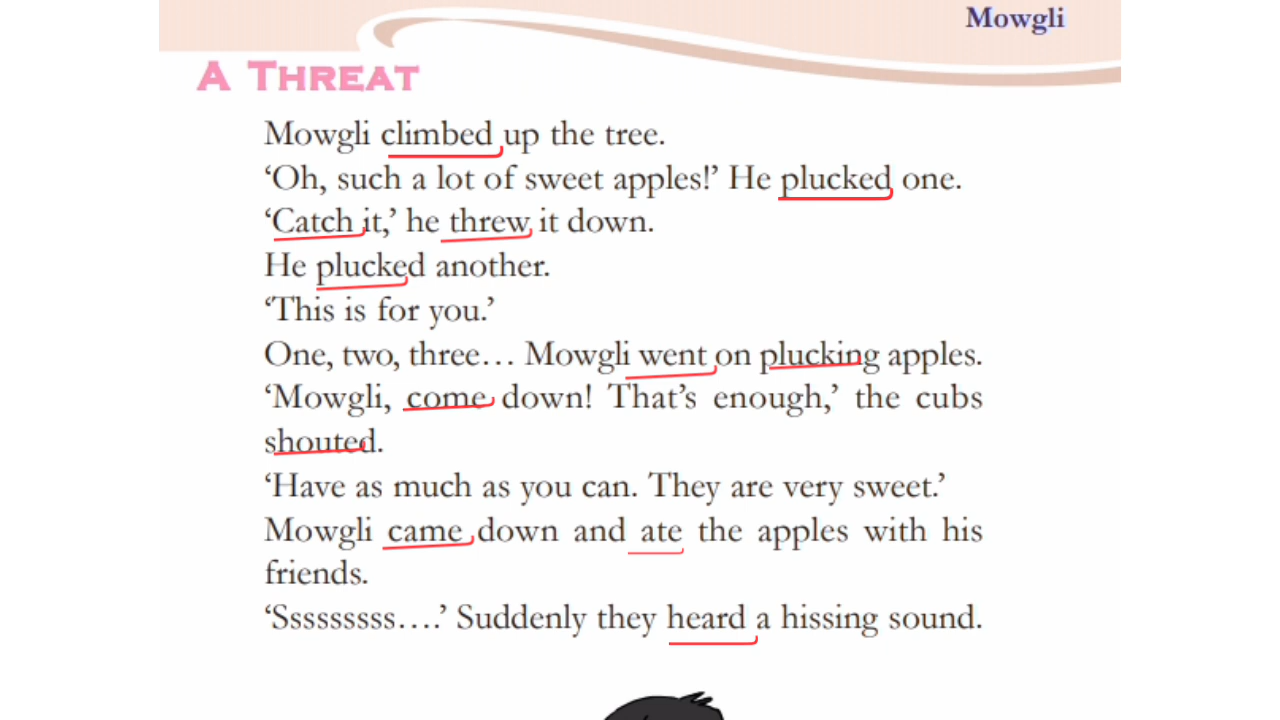 Mowgli
A THREAT
Mowgli climbed up the tree.
‘Oh, such a lot of sweet apples!’ He plucked one.
‘Catch it,’ he threw it down.
He plucked another.
‘This is for you.’
One, two, three… Mowgli went on plucking apples.
‘Mowgli, come down! That’s enough,’ the cubs
shouted.
‘Have as much as you can. They are very sweet.’
Mowgli came down and ate the apples with his
friends.
‘Sssssssss….’ Suddenly they heard a hissing sound.